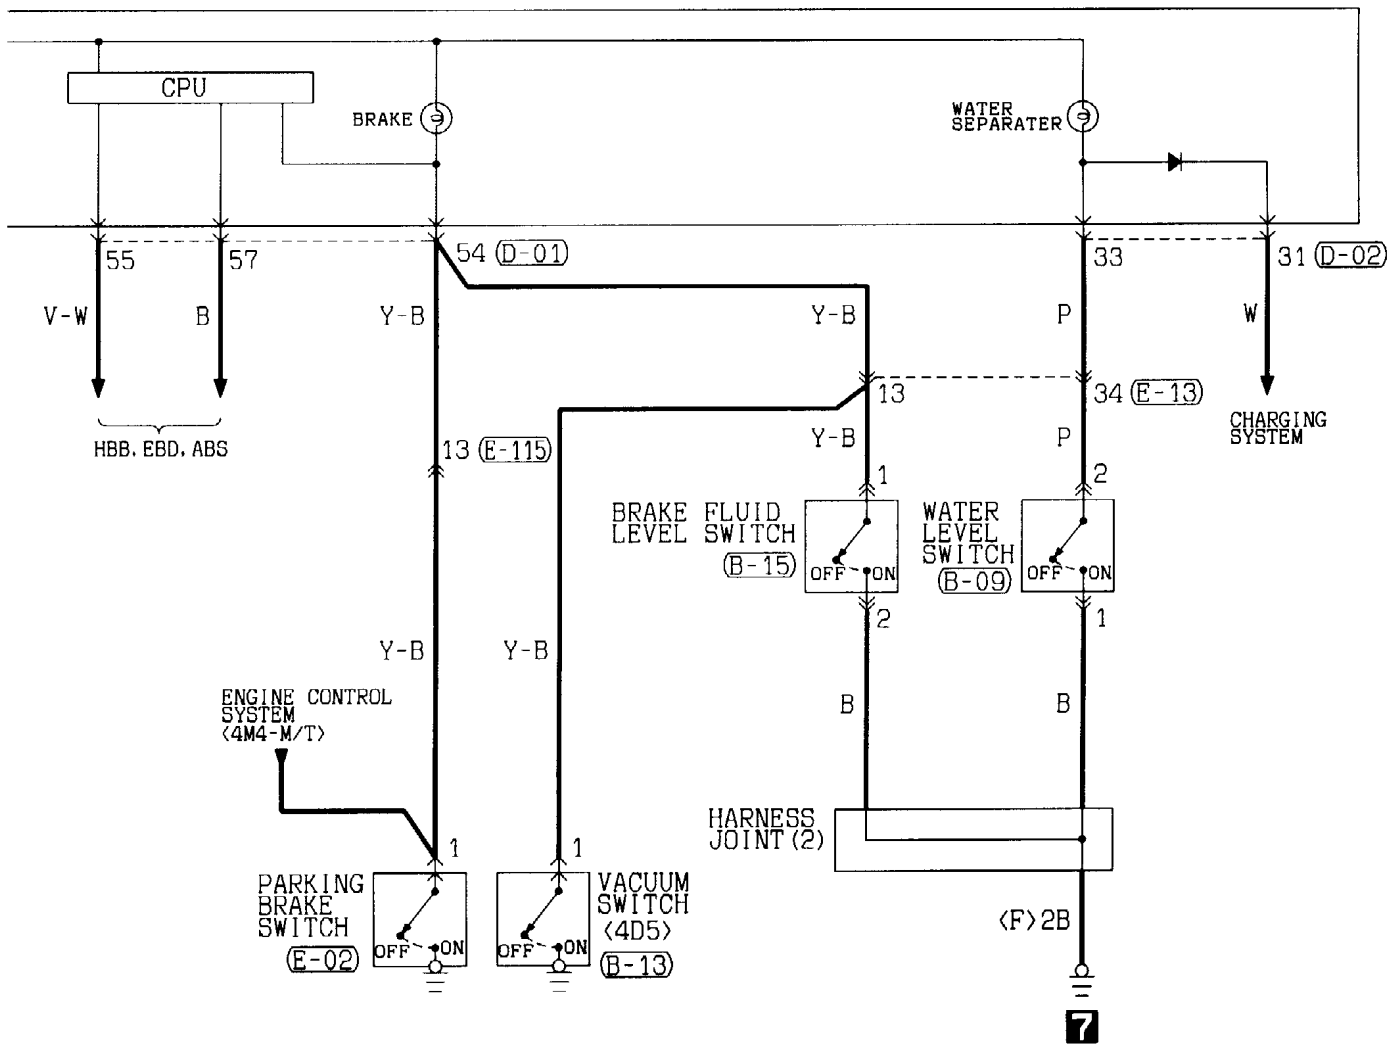 CPU
BRAKE
WATER
SEPARATER
55
57
54 (D-01)
33
31 (D-02)
V-W
B
Y-B
Y-B
P
W
13
34 (E-13)
CHARGING
SYSTEM
HBB, EBD, ABS
13 (E-115)
Y-B
P
1
2
BRAKE FLUID
LEVEL SWITCH
(B-15)
OFF
ON
WATER
LEVEL
SWITCH
(B-09)
OFF
ON
2
1
Y-B
Y-B
B
B
ENGINE CONTROL
SYSTEM
<4M4-M/T>
HARNESS
JOINT(2)
1
1
PARKING
BRAKE
SWITCH
(E-02)
OFF
ON
VACUUM
SWITCH
<4D5>
(B-13)
OFF
ON
<F>2B
7